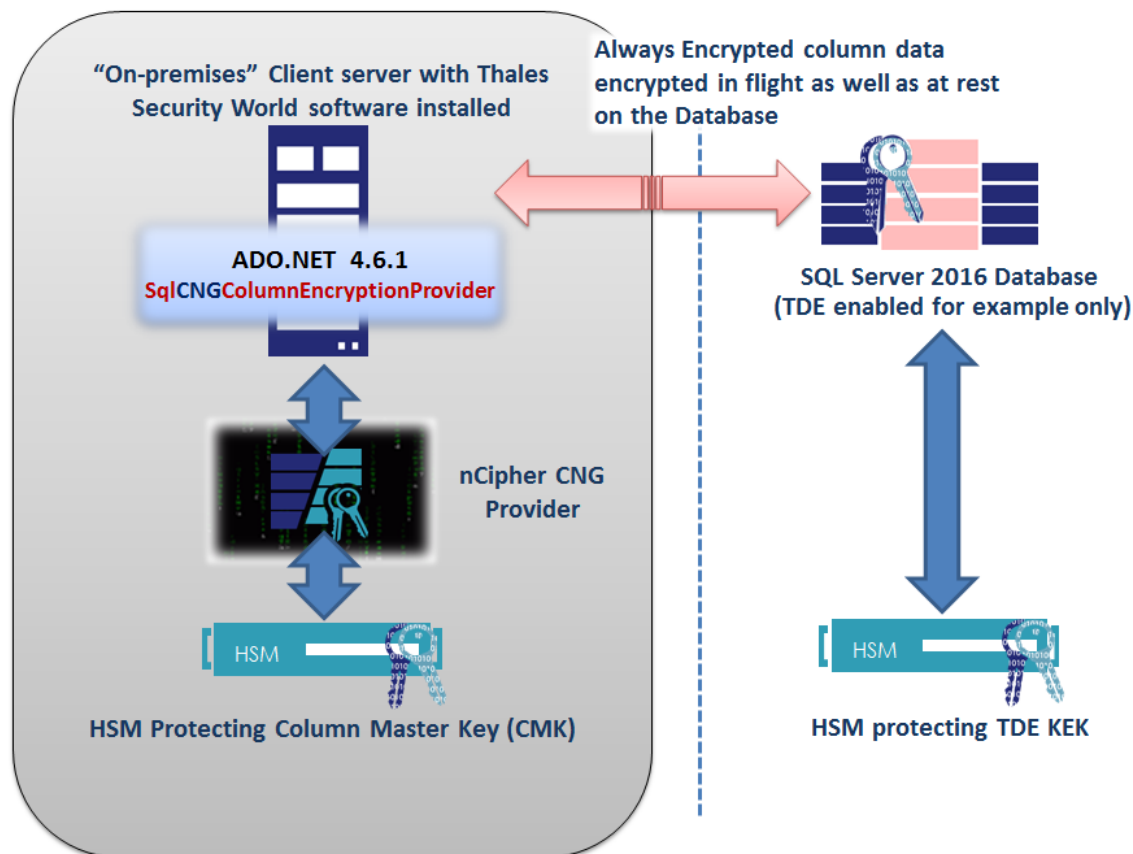 “On-premises” Client server with Thales
Security World software installed
Always Encrypted column data
encrypted in flight as well as at rest
on the Database
ADO.NET 4.6.1
SqlCNGColumnEncryptionProvider
SQL Server 2016 Database
(TDE enabled for example only)
nCipher CNG
Provider
HSM
HSM Protecting Column Master Key (CMK)
HSM
HSM protecting TDE KEK